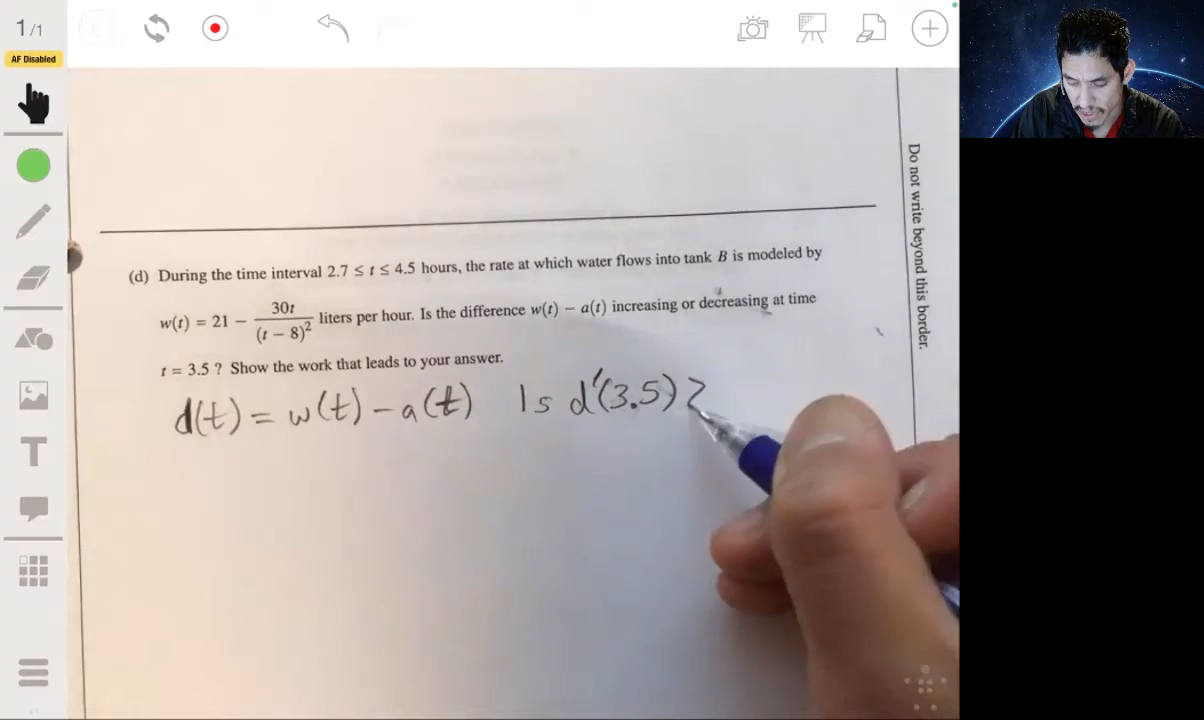 1/1
AF Disabled
Do not write beyond this border.
(d) During the time interval 2.7 ≤ t ≤ 4.5 hours, the rate at which water flows into tank B is modeled by
w(t) = 21 − 30t/(t − 8)² liters per hour. Is the difference w(t) − a(t) increasing or decreasing at time
t = 3.5 ? Show the work that leads to your answer.
d(t) = w(t) − a(t) Is d'(3.5) ?
T